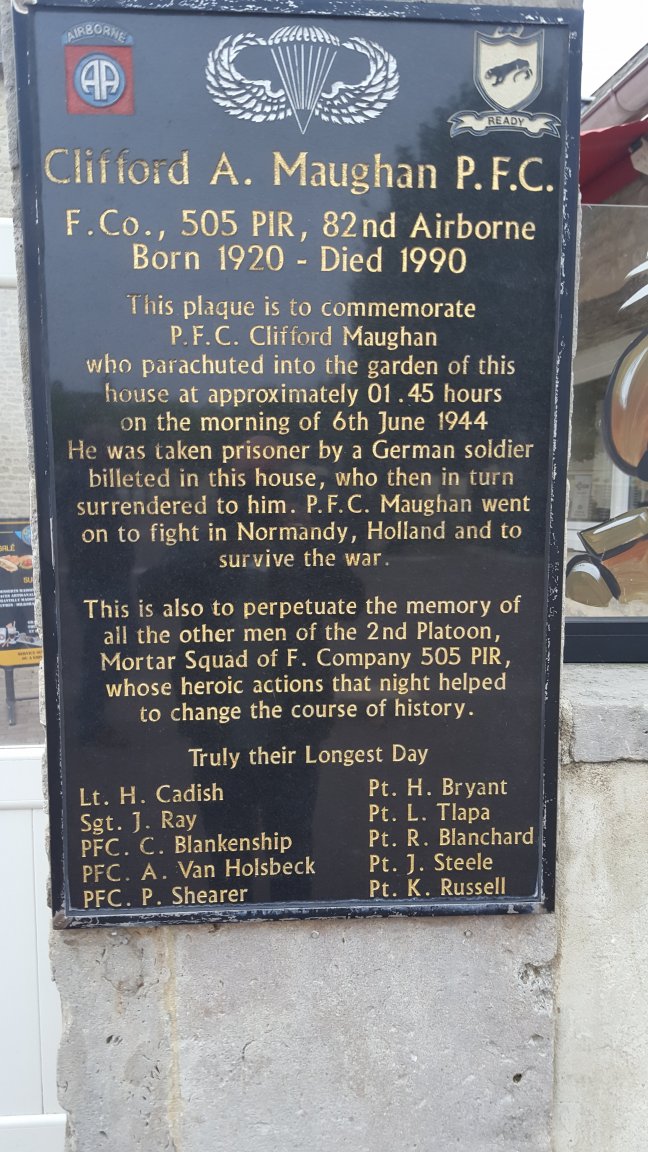 AIRBORNE
AA
READY
Clifford A. Maughan P.F.C.
F.Co., 505 PIR, 82nd Airborne
Born 1920 - Died 1990
This plaque is to commemorate
P.F.C. Clifford Maughan
who parachuted into the garden of this
house at approximately 01.45 hours
on the morning of 6th June 1944
He was taken prisoner by a German soldier
billeted in this house, who then in turn
surrendered to him. P.F.C. Maughan went
on to fight in Normandy, Holland and to
survive the war.
This is also to perpetuate the memory of
all the other men of the 2nd Platoon,
Mortar Squad of F. Company 505 PIR,
whose heroic actions that night helped
to change the course of history.
Truly their Longest Day
Lt. H. Cadish
Sgt. J. Ray
PFC. C. Blankenship
PFC. A. Van Holsbeck
PFC. P. Shearer
Pt. H. Bryant
Pt. L. Tlapa
Pt. R. Blanchard
Pt. J. Steele
Pt. K. Russell